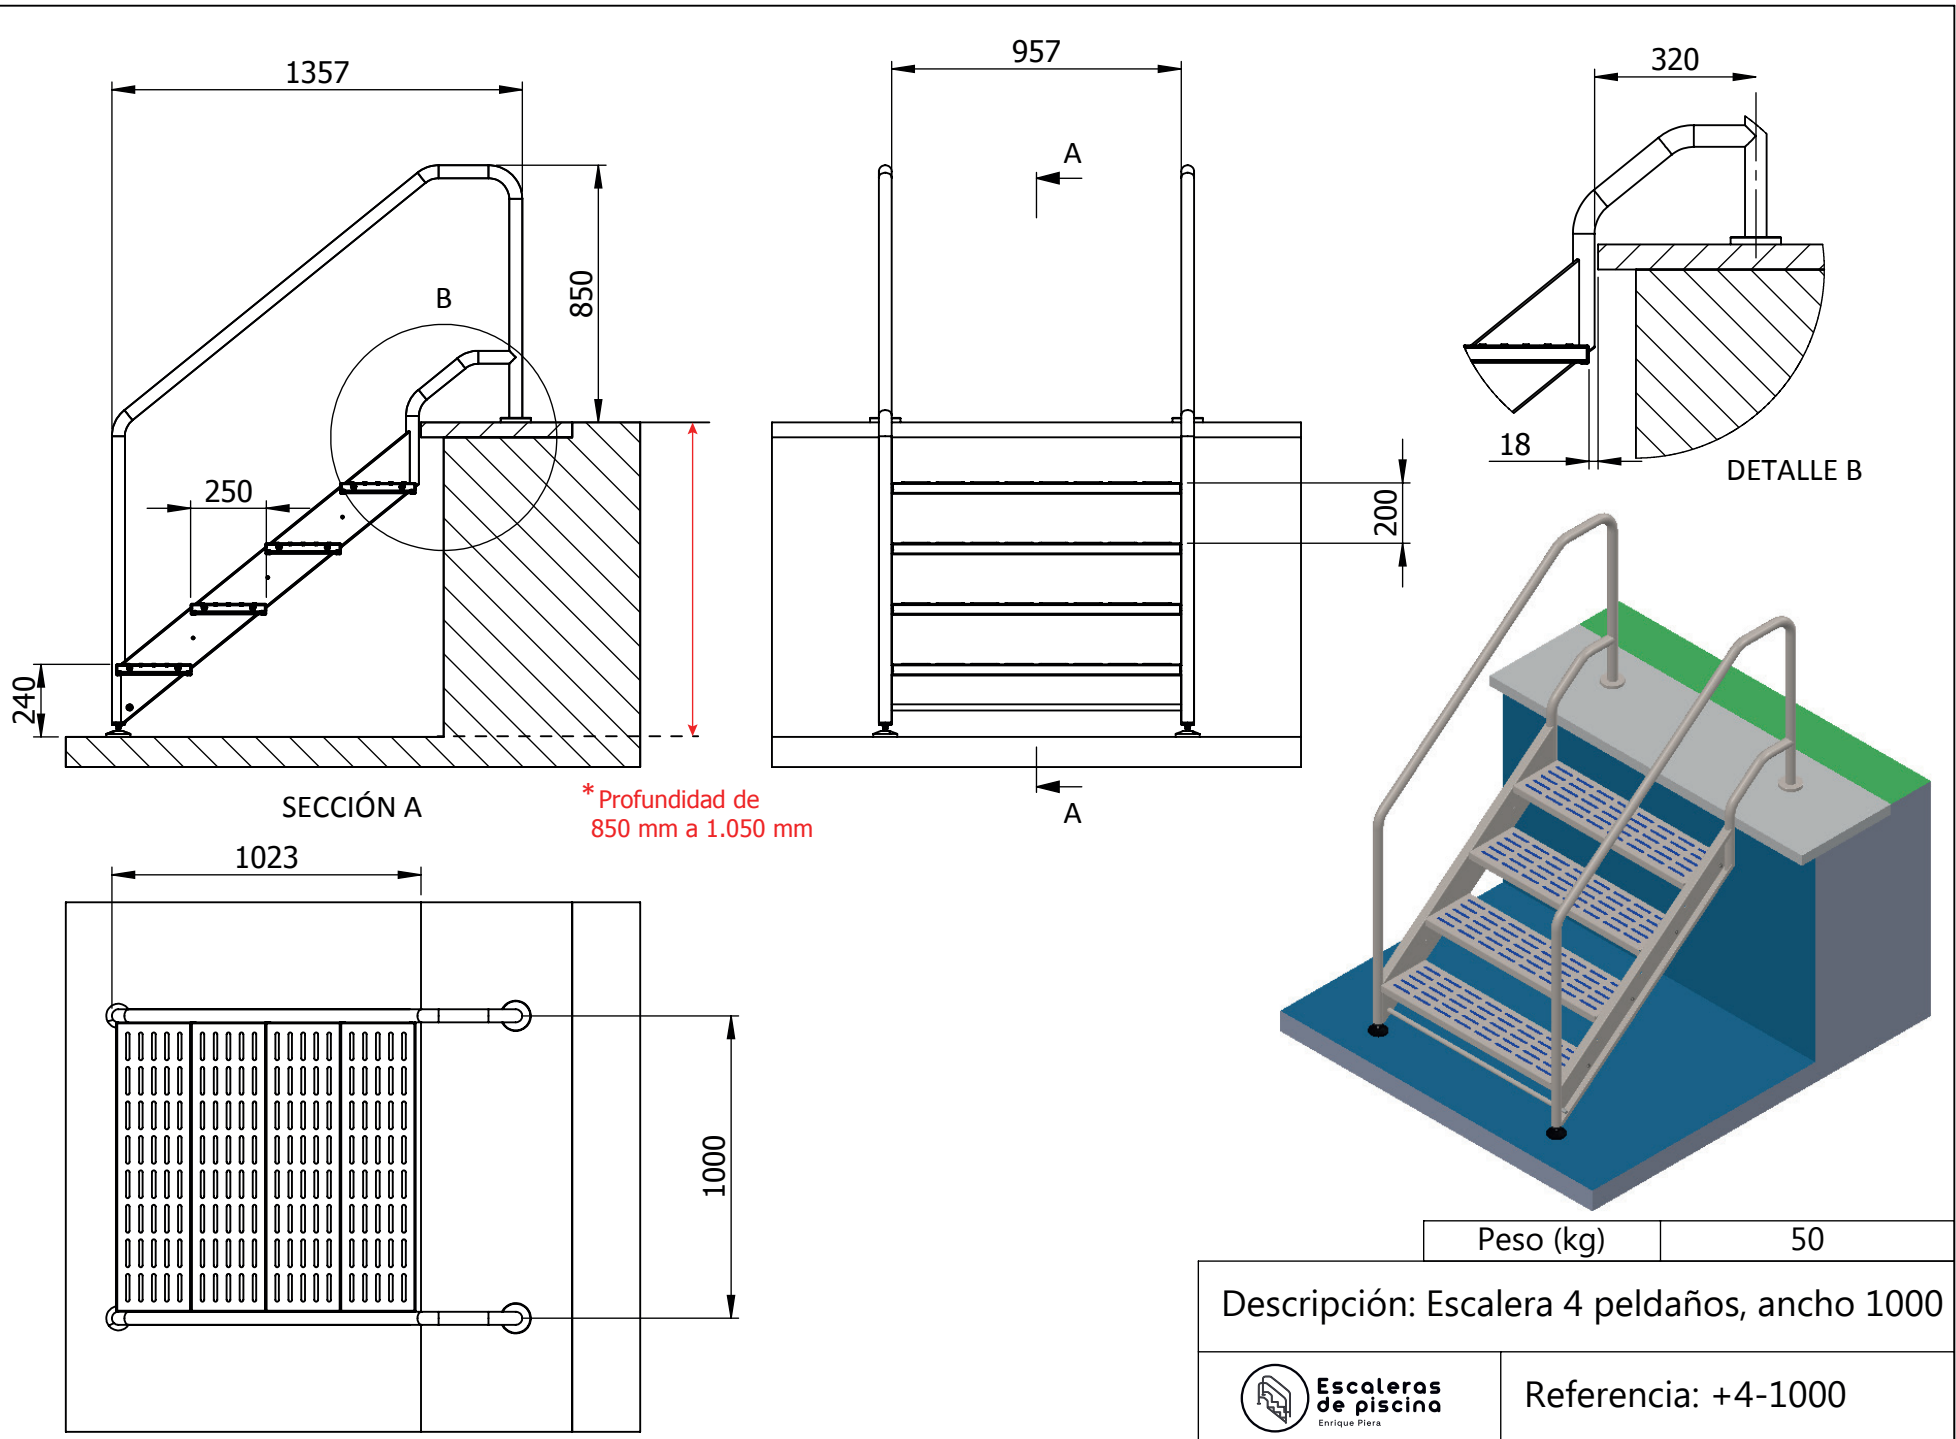 1357
957
320
A
850
B
250
240
18
DETALLE B
200
SECCIÓN A
* Profundidad de
850 mm a 1.050 mm
A
1023
1000
Peso (kg) 50
Descripción: Escalera 4 peldaños, ancho 1000
Escaleras
de piscina
Enrique Piera
Referencia: +4-1000